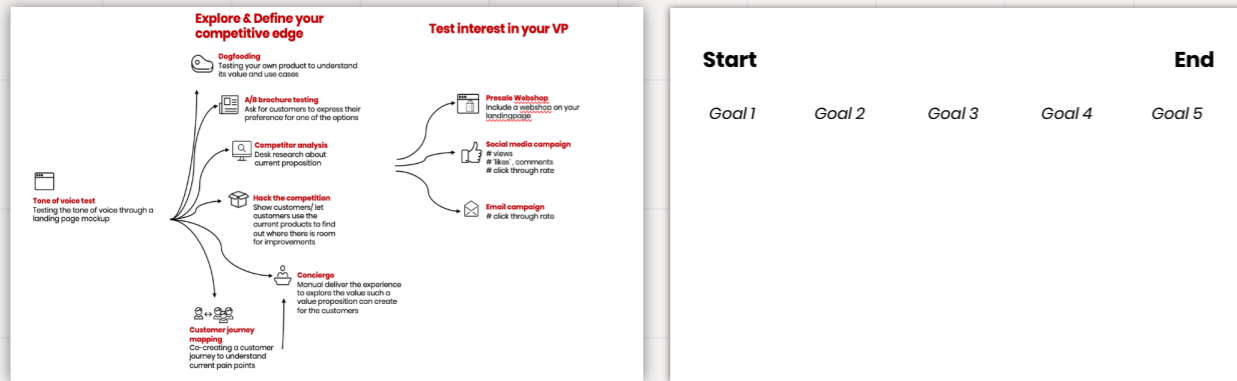 Explore & Define your
competitive edge
Test interest in your VP
Dogfooding
Testing your own product to understand
its value and use cases
A/B brochure testing
Ask for customers to express their
preference for one of the options
Competitor analysis
Desk research about
current proposition
Tone of voice test
Testing the tone of voice through a
landing page mockup
Hack the competition
Show customers/ let
customers use the
current products to find
out where there is room
for improvements
Concierge
Manual deliver the experience
to explore the value such a
value proposition can create
for the customers
Customer journey
mapping
Co-creating a customer
journey to understand
current pain points
Presale Webshop
Include a webshop on your
landingpage
Social media campaign
# views
# 'likes' , comments
# click through rate
Email campaign
# click through rate
Start
End
Goal 1
Goal 2
Goal 3
Goal 4
Goal 5